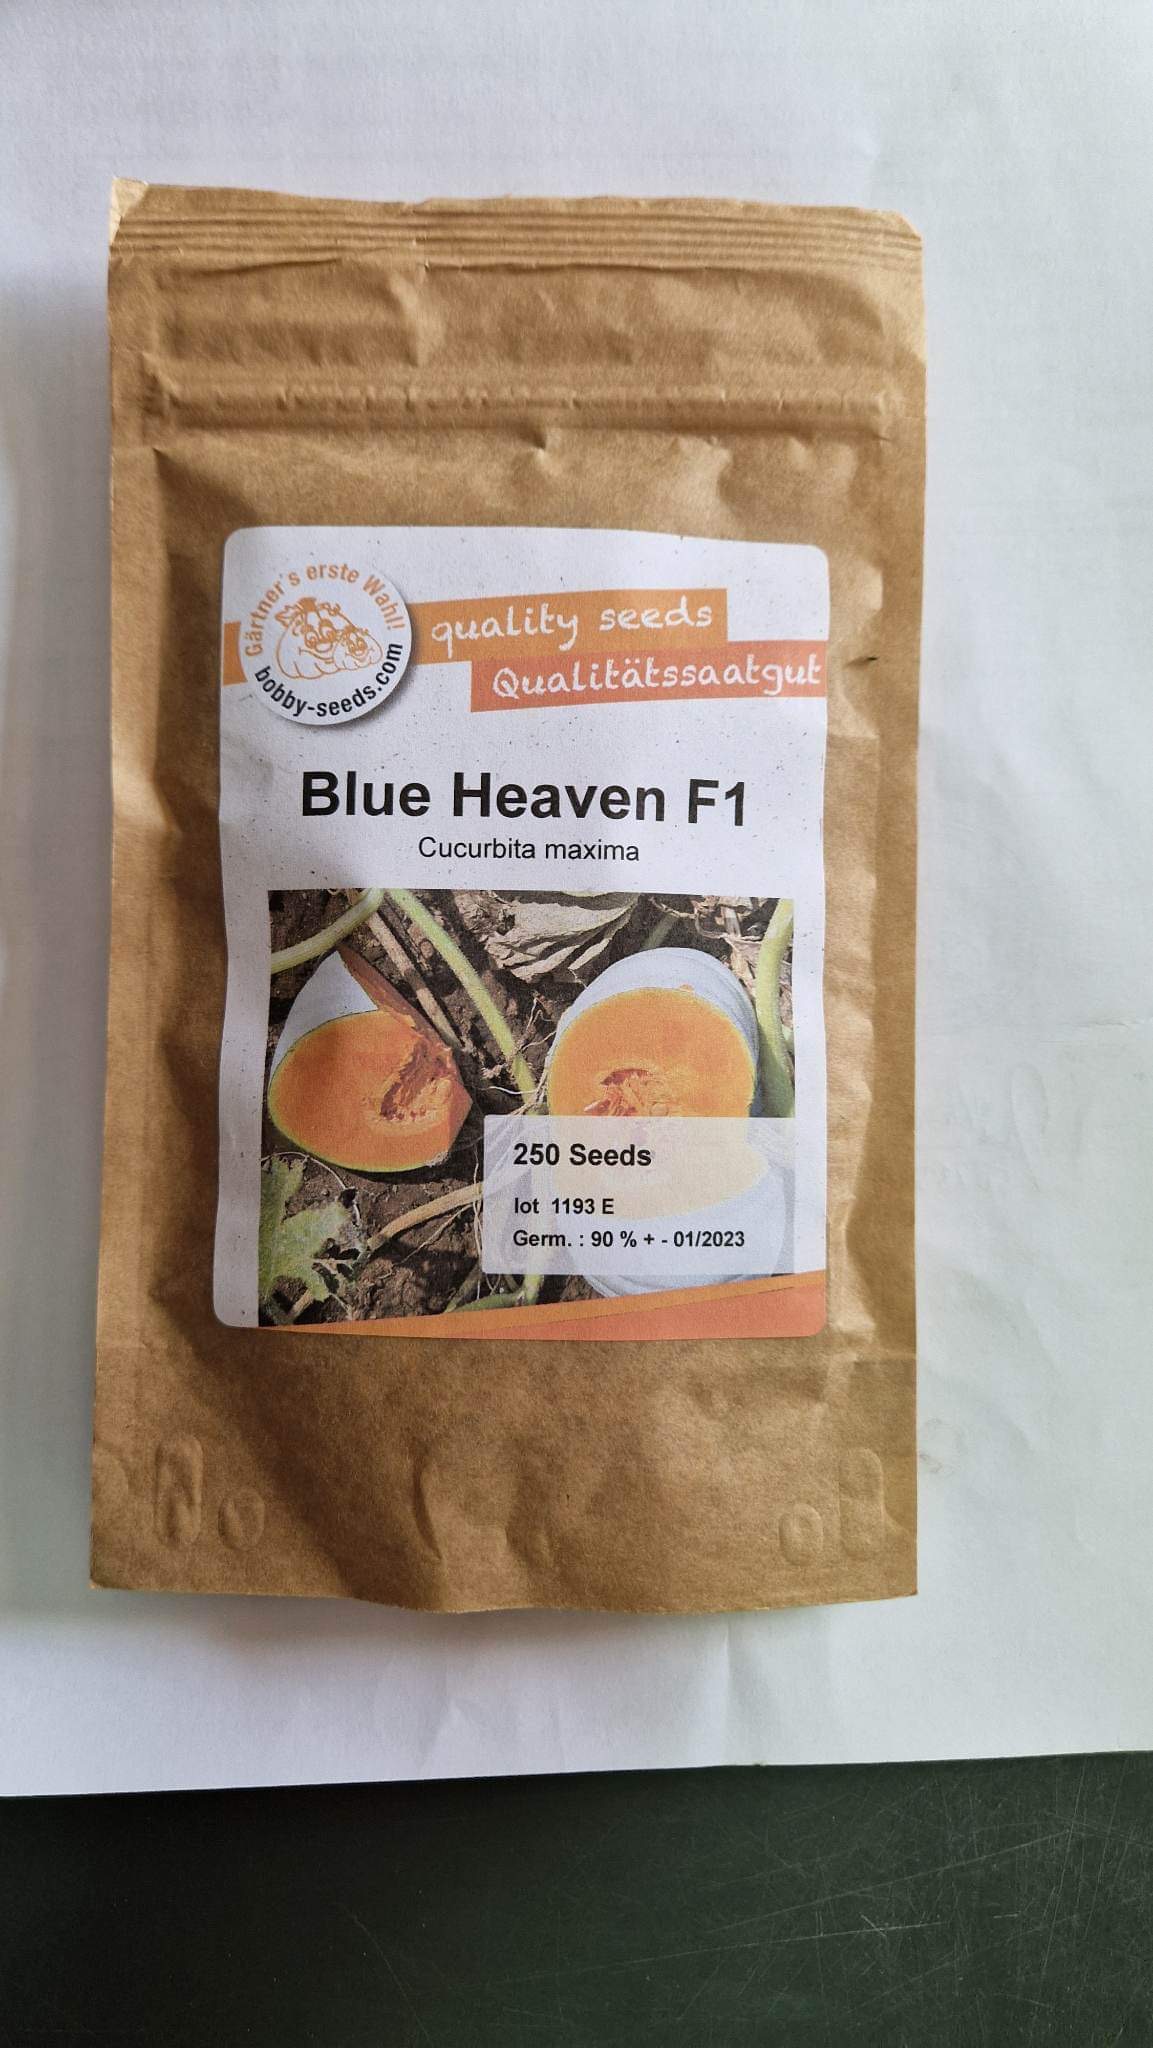 Gärtner's erste Wahl!
bobby-seeds.com
quality seeds
Qualitätssaatgut
Blue Heaven F1
Cucurbita maxima
250 Seeds
lot 1193 E
Germ. : 90 % + - 01/2023